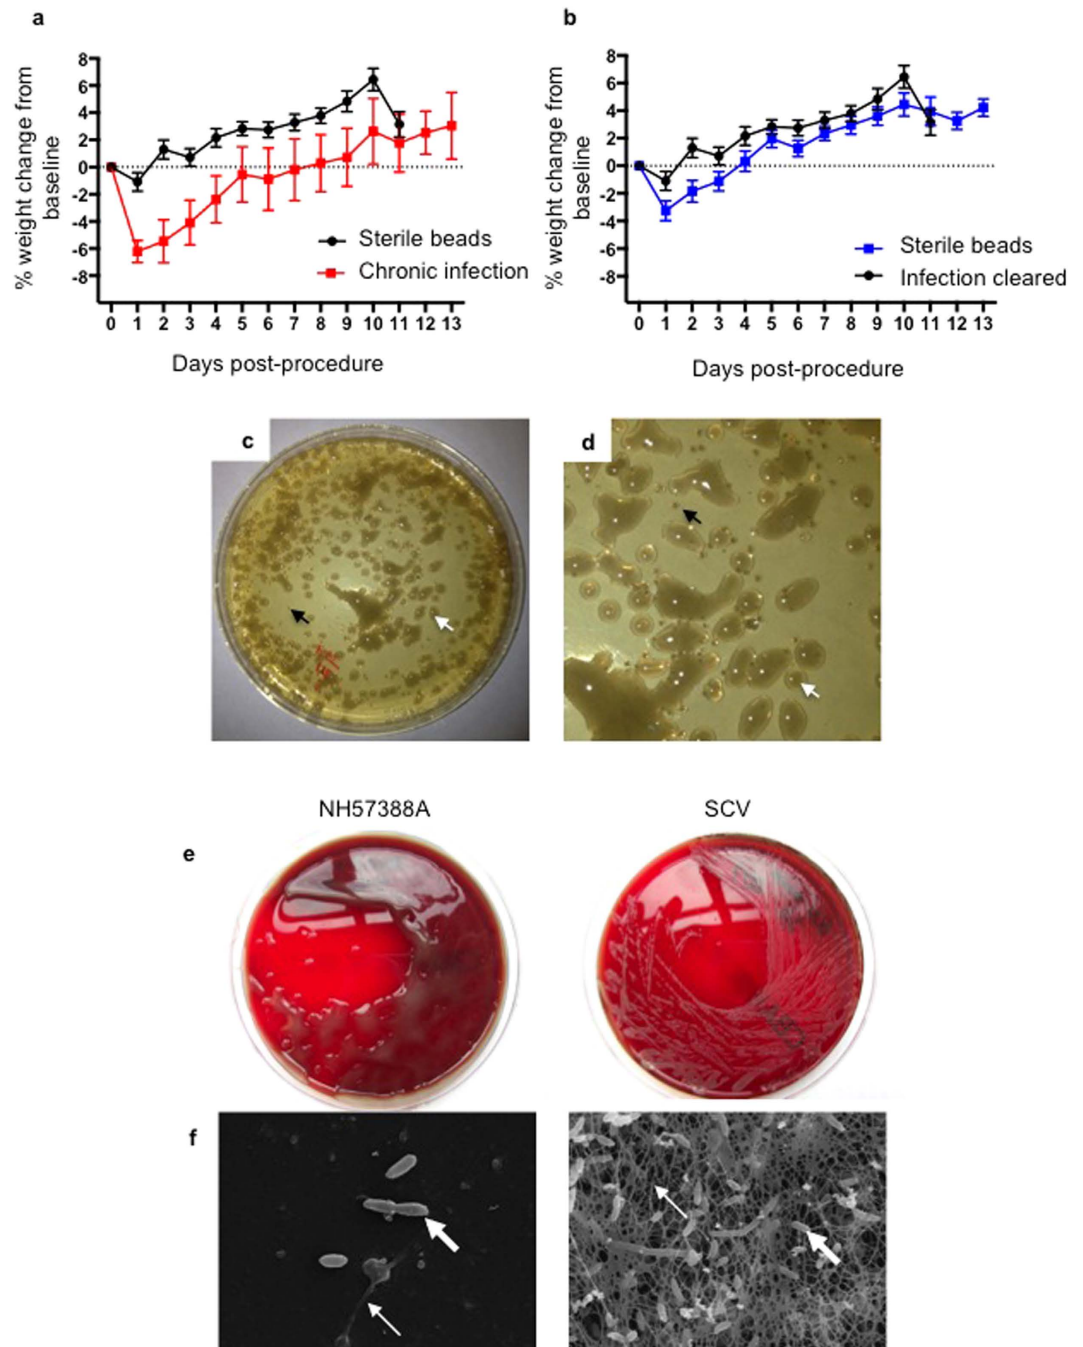 a
% weight change from
baseline
8
6
4
2
0
-2
-4
-6
-8
Sterile beads
Chronic infection
0 1 2 3 4 5 6 7 8 9 10 11 12 13
Days post-procedure
b
% weight change from
baseline
8
6
4
2
0
-2
-4
-6
-8
Sterile beads
Infection cleared
0 1 2 3 4 5 6 7 8 9 10 11 12 13
Days post-procedure
c
d
NH57388A
SCV
e
f